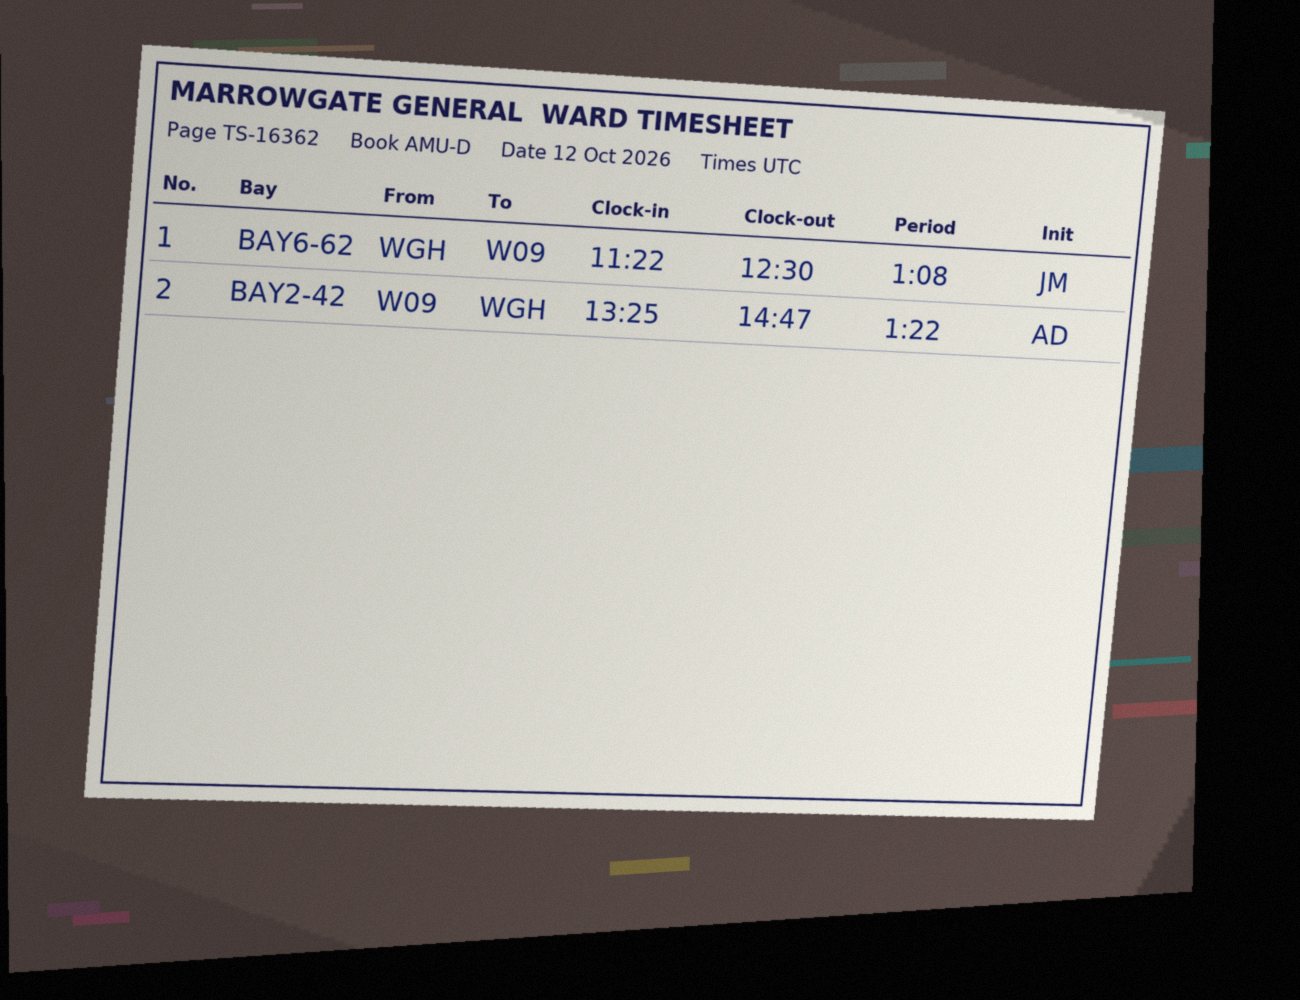 MARROWGATE GENERAL WARD TIMESHEET
Page TS-16362 Book AMU-D Date 12 Oct 2026 Times UTC
No. Bay From To Clock-in Clock-out Period Init
1 BAY6-62 WGH W09 11:22 12:30 1:08 JM
2 BAY2-42 W09 WGH 13:25 14:47 1:22 AD